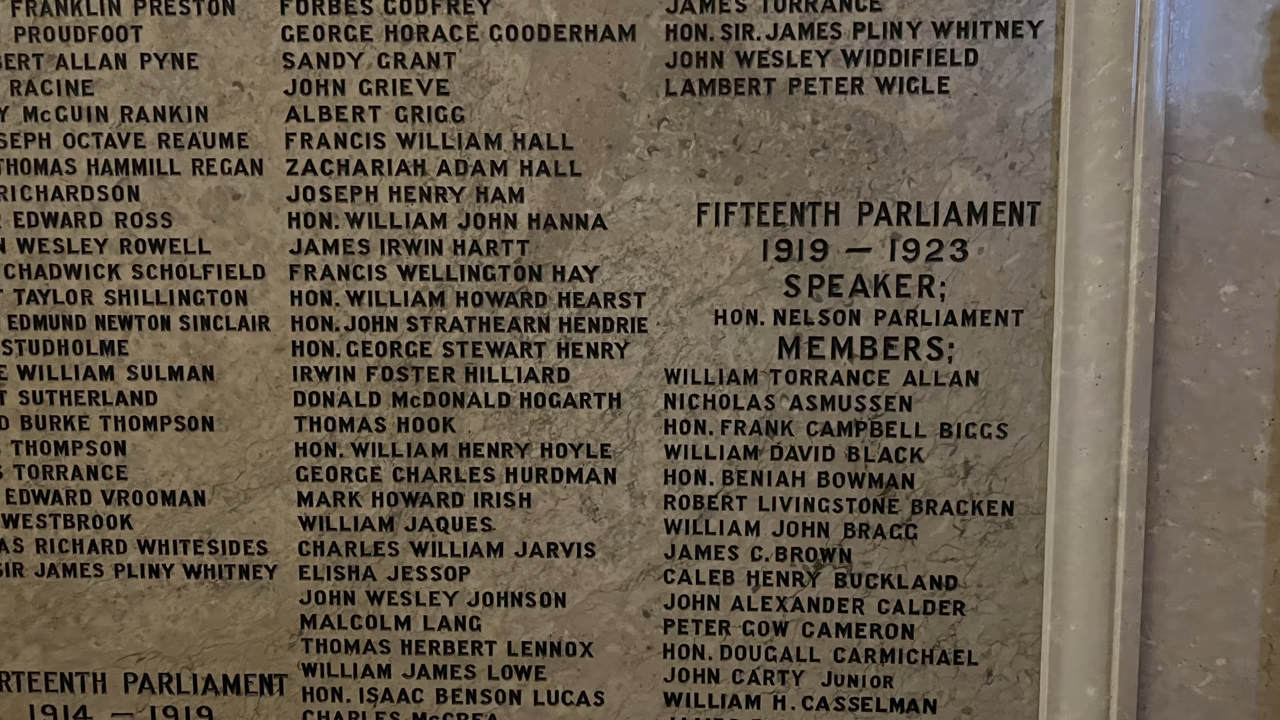 FRANKLIN PRESTON
PROUDFOOT
ALLAN PYNE
RACINE
McGUIN RANKIN
OCTAVE REAUME
THOMAS HAMMILL REGAN
RICHARDSON
EDWARD ROSS
WESLEY ROWELL
CHADWICK SCHOLFIELD
TAYLOR SHILLINGTON
EDMUND NEWTON SINCLAIR
STUDHOLME
WILLIAM SULMAN
SUTHERLAND
BURKE THOMPSON
THOMPSON
TORRANCE
EDWARD VROOMAN
WESTBROOK
RICHARD WHITESIDES
SIR JAMES PLINY WHITNEY
PARLIAMENT
1914 — 1919
FORBES GODFREY
GEORGE HORACE GOODERHAM
SANDY GRANT
JOHN GRIEVE
ALBERT GRIGG
FRANCIS WILLIAM HALL
ZACHARIAH ADAM HALL
JOSEPH HENRY HAM
HON. WILLIAM JOHN HANNA
JAMES IRWIN HARTT
FRANCIS WELLINGTON HAY
HON. WILLIAM HOWARD HEARST
HON. JOHN STRATHEARN HENDRIE
HON. GEORGE STEWART HENRY
IRWIN FOSTER HILLIARD
DONALD McDONALD HOGARTH
THOMAS HOOK
HON. WILLIAM HENRY HOYLE
GEORGE CHARLES HURDMAN
MARK HOWARD IRISH
WILLIAM JAQUES
CHARLES WILLIAM JARVIS
ELISHA JESSOP
JOHN WESLEY JOHNSON
MALCOLM LANG
THOMAS HERBERT LENNOX
WILLIAM JAMES LOWE
HON. ISAAC BENSON LUCAS
CHARLES McCREA
JAMES TORRANCE
HON. SIR. JAMES PLINY WHITNEY
JOHN WESLEY WIDDIFIELD
LAMBERT PETER WIGLE
FIFTEENTH PARLIAMENT
1919 — 1923
SPEAKER;
HON. NELSON PARLIAMENT
MEMBERS;
WILLIAM TORRANCE ALLAN
NICHOLAS ASMUSSEN
HON. FRANK CAMPBELL BIGGS
WILLIAM DAVID BLACK
HON. BENIAH BOWMAN
ROBERT LIVINGSTONE BRACKEN
WILLIAM JOHN BRAGG
JAMES C. BROWN
CALEB HENRY BUCKLAND
JOHN ALEXANDER CALDER
PETER GOW CAMERON
HON. DOUGALL CARMICHAEL
JOHN CARTY JUNIOR
WILLIAM H. CASSELMAN